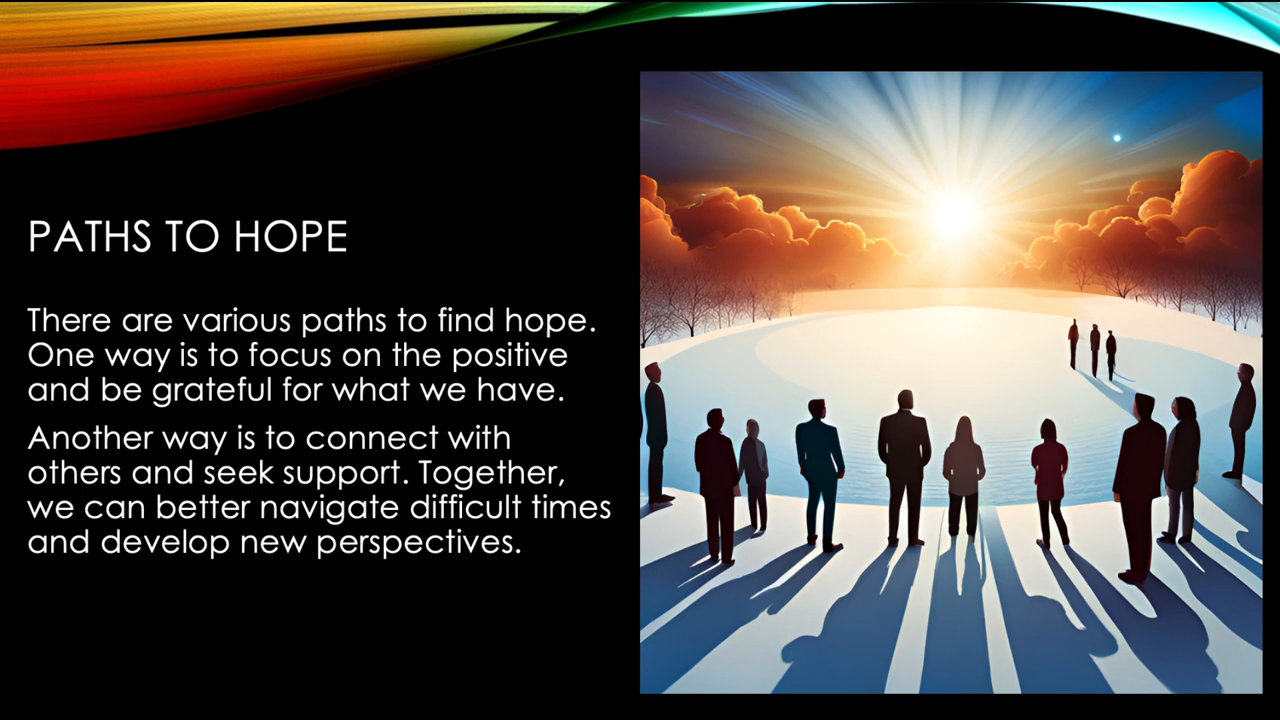 PATHS TO HOPE
There are various paths to find hope.
One way is to focus on the positive
and be grateful for what we have.
Another way is to connect with
others and seek support. Together,
we can better navigate difficult times
and develop new perspectives.